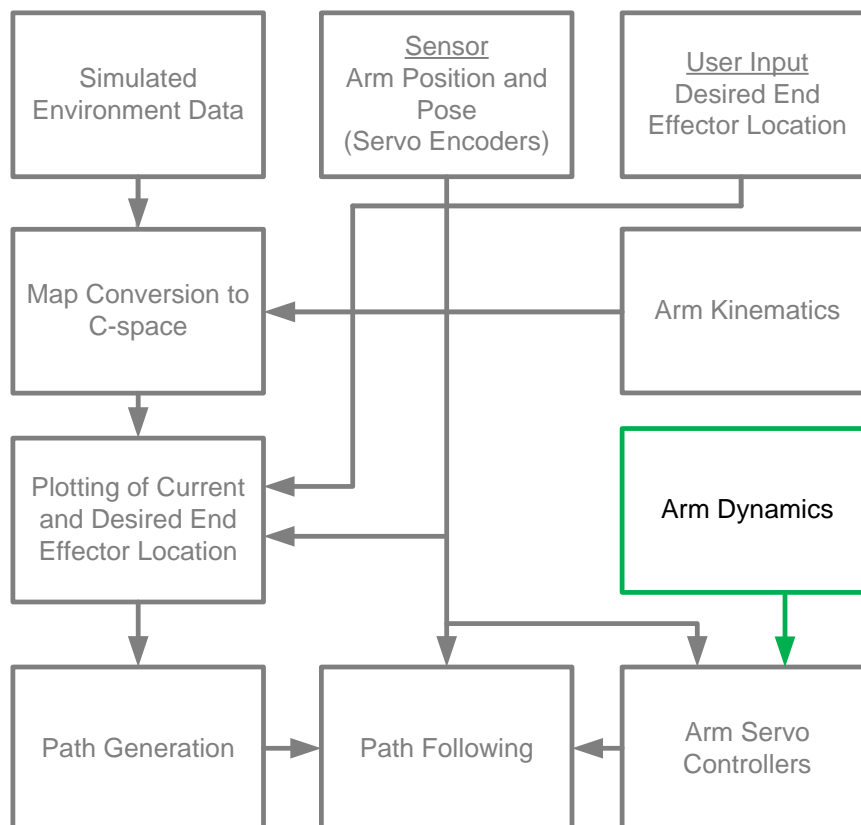 Simulated
Environment Data
Sensor
Arm Position and
Pose
(Servo Encoders)
User Input
Desired End
Effector Location
Map Conversion to
C-space
Arm Kinematics
Plotting of Current
and Desired End
Effector Location
Arm Dynamics
Path Generation
Path Following
Arm Servo
Controllers